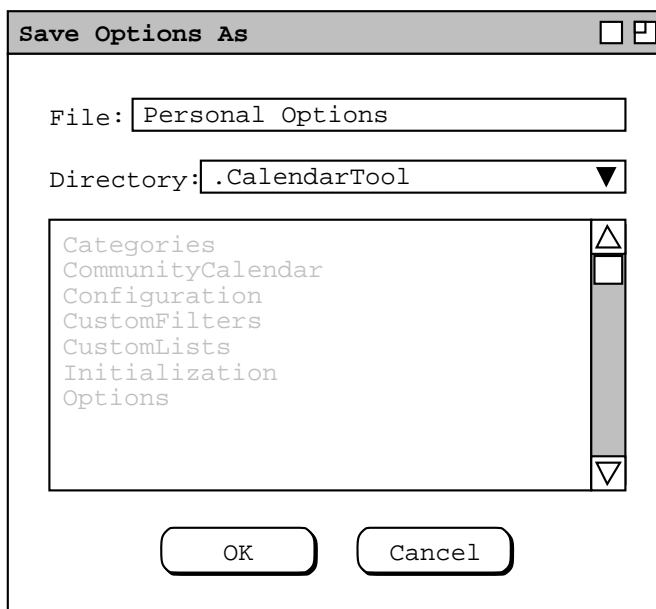 Save Options As
File: Personal Options
Directory: .CalendarTool
Categories
CommunityCalendar
Configuration
CustomFilters
CustomLists
Initialization
Options
OK Cancel